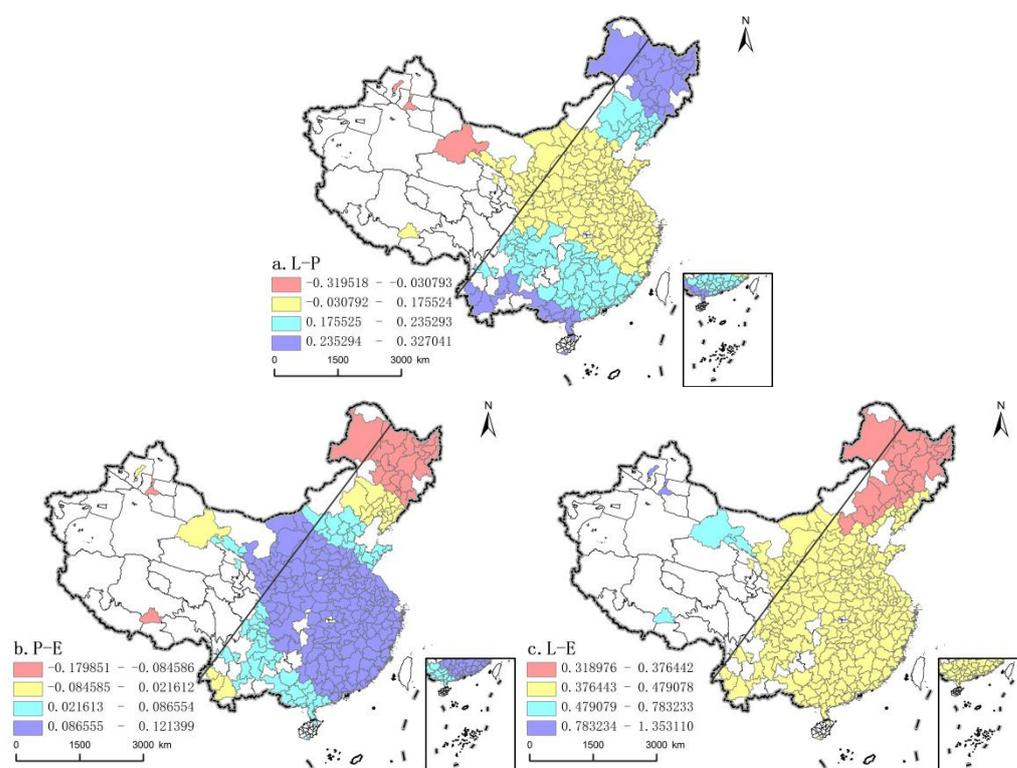 N
a. L-P
-0.319518 - -0.030793
-0.030792 - 0.175524
0.175525 - 0.235293
0.235294 - 0.327041
0 1500 3000 km
N
b. P-E
-0.179851 - -0.084586
-0.084585 - 0.021612
0.021613 - 0.086554
0.086555 - 0.121399
0 1500 3000 km
N
c. L-E
0.318976 - 0.376442
0.376443 - 0.479078
0.479079 - 0.783233
0.783234 - 1.353110
0 1500 3000 km